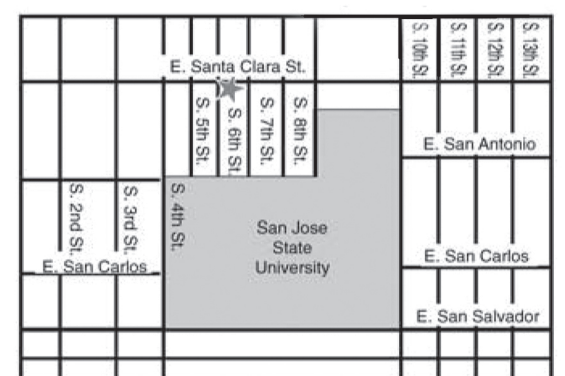 S. 10th St.
S. 11th St.
S. 12th St.
S. 13th St.
E. Santa Clara St.
S. 5th St.
S. 6th St.
S. 7th St.
S. 8th St.
E. San Antonio
S. 2nd St.
S. 3rd St.
S. 4th St.
San Jose
State
University
E. San Carlos
E. San Carlos
E. San Salvador